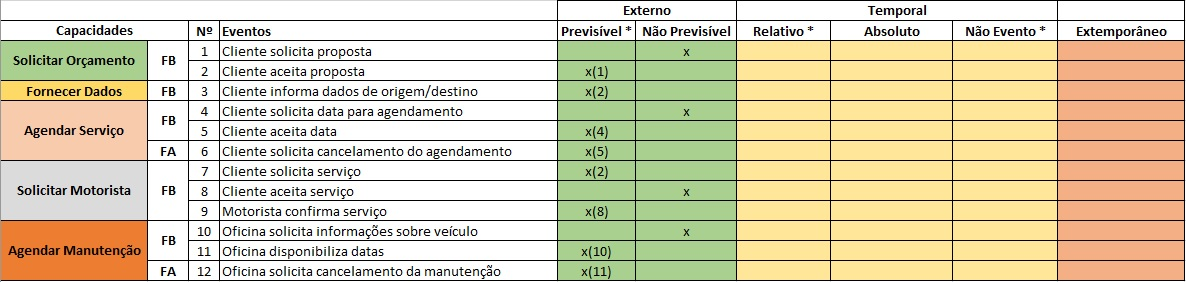 Externo Temporal
Capacidades Nº Eventos Previsível * Não Previsível Relativo * Absoluto Não Evento * Extemporâneo
Solicitar Orçamento FB 1 Cliente solicita proposta x
2 Cliente aceita proposta x(1)
Fornecer Dados FB 3 Cliente informa dados de origem/destino x(2)
Agendar Serviço FB 4 Cliente solicita data para agendamento x
5 Cliente aceita data x(4)
FA 6 Cliente solicita cancelamento do agendamento x(5)
Solicitar Motorista FB 7 Cliente solicita serviço x(2)
8 Cliente aceita serviço x
9 Motorista confirma serviço x(8)
Agendar Manutenção FB 10 Oficina solicita informações sobre veículo x
11 Oficina disponibiliza datas x(10)
FA 12 Oficina solicita cancelamento da manutenção x(11)